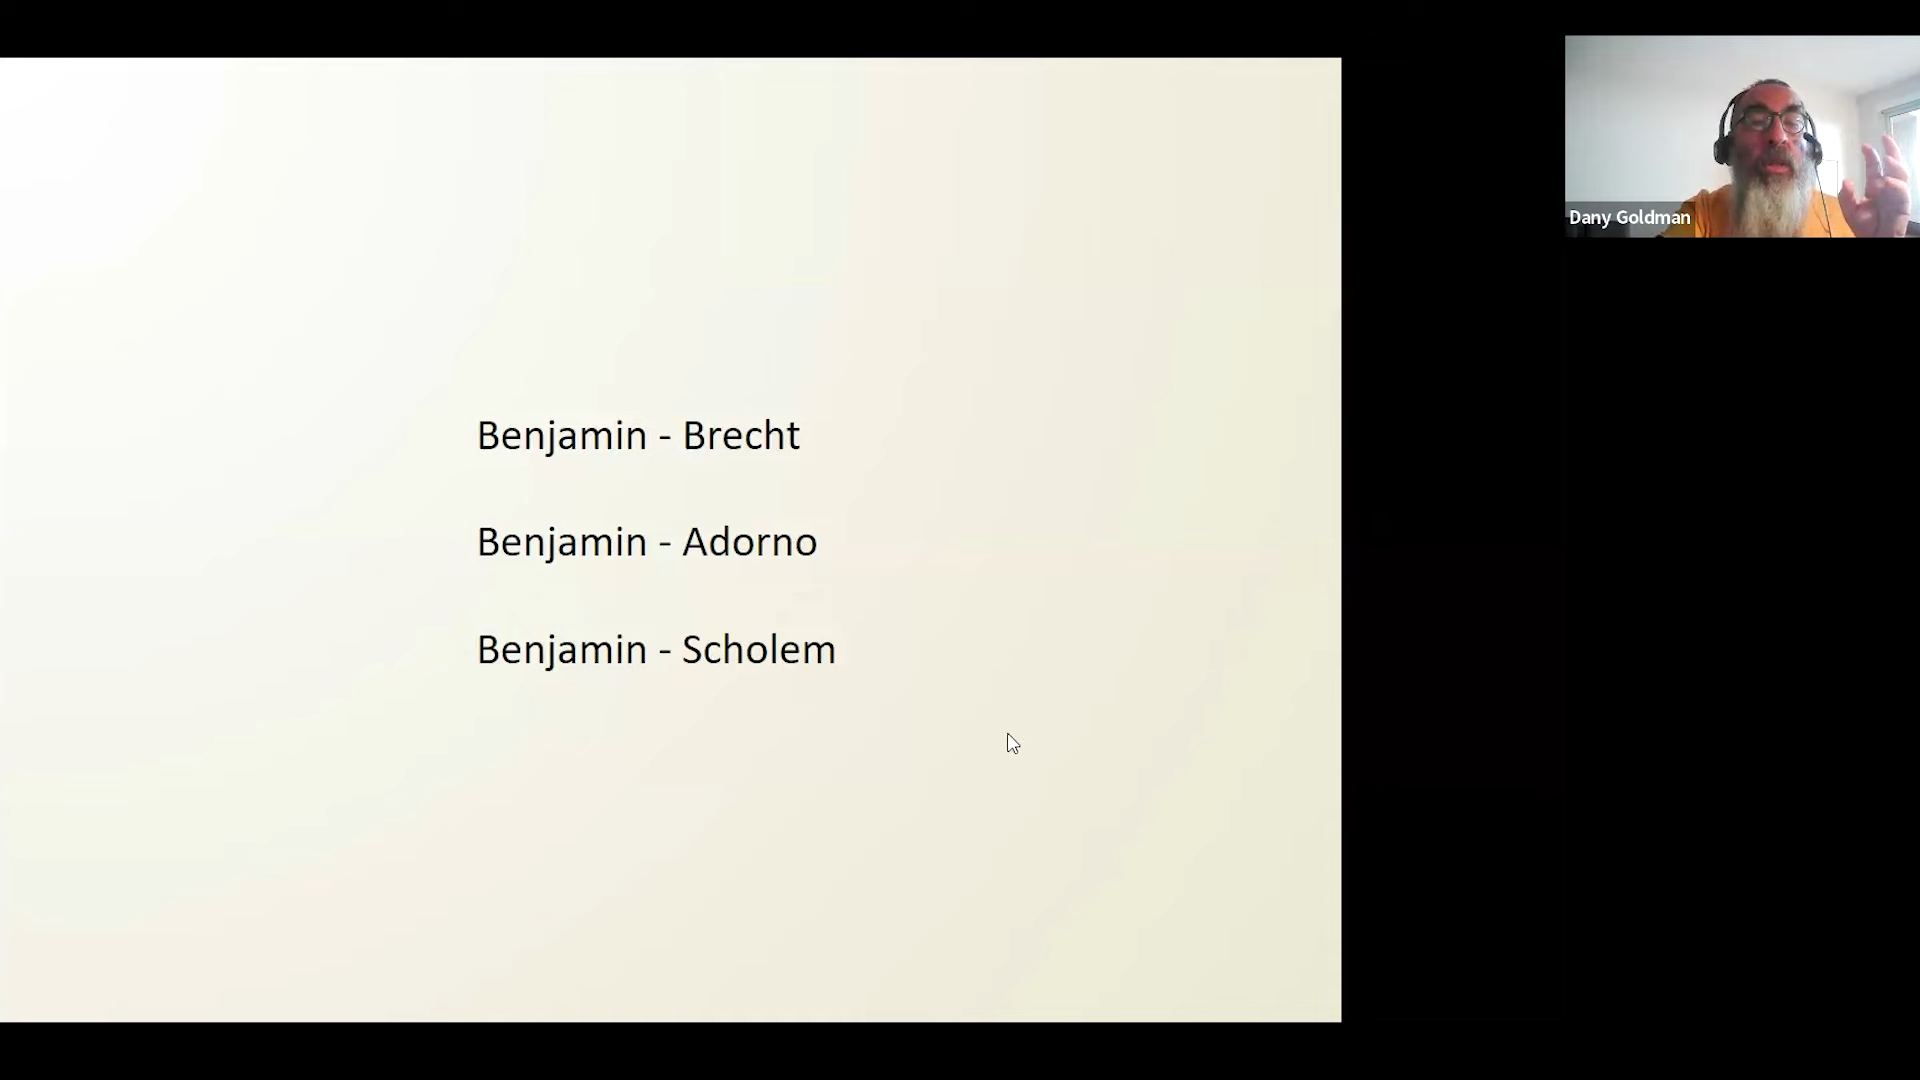 Benjamin - Brecht
Benjamin - Adorno
Benjamin - Scholem
Dany Goldman